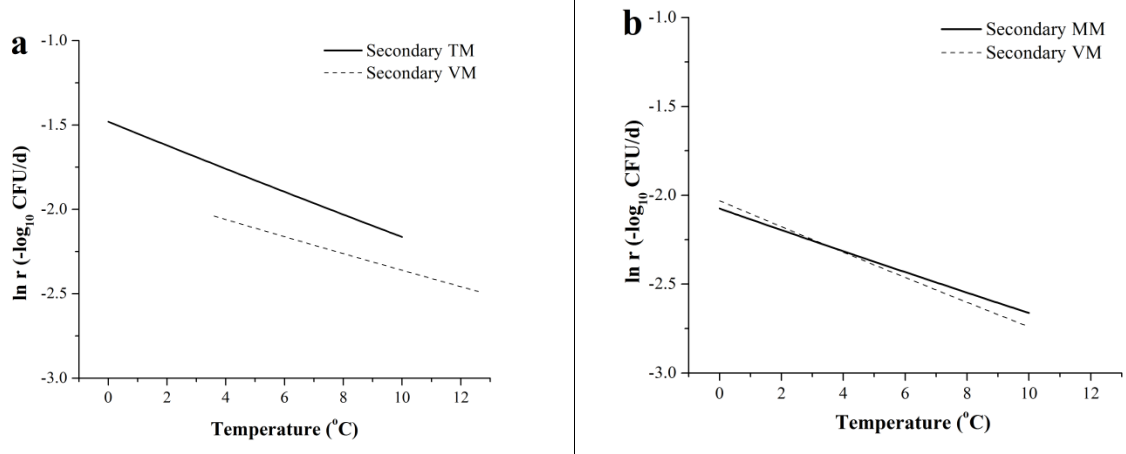 a
Secondary TM
Secondary VM
-1.0
-1.5
-2.0
-2.5
-3.0
ln r (-log₁₀ CFU/d)
0 2 4 6 8 10 12
Temperature (°C)
b
Secondary MM
Secondary VM
-1.0
-1.5
-2.0
-2.5
-3.0
ln r (-log₁₀ CFU/d)
0 2 4 6 8 10 12
Temperature (°C)